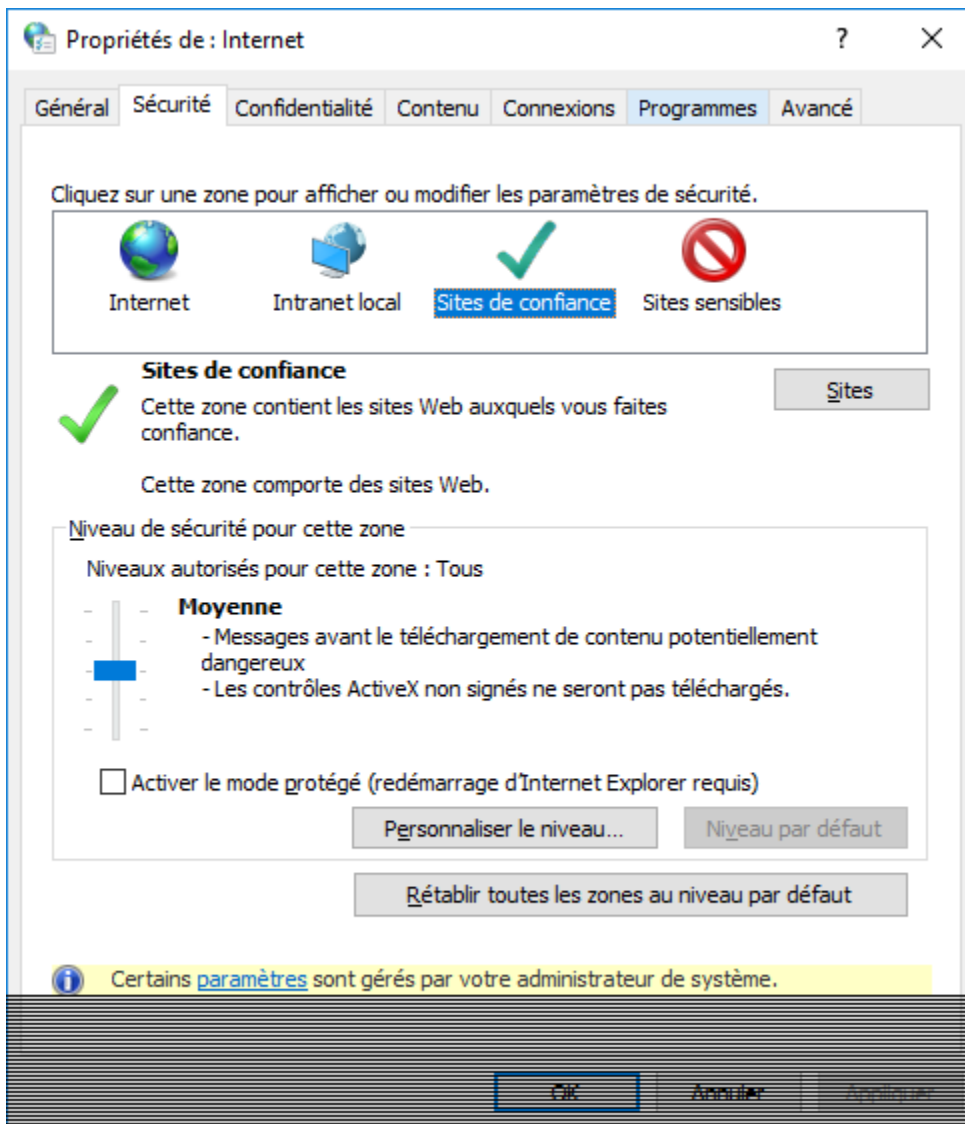 Propriétés de : Internet
?
Général Sécurité Confidentialité Contenu Connexions Programmes Avancé
Cliquez sur une zone pour afficher ou modifier les paramètres de sécurité.
Internet Intranet local Sites de confiance Sites sensibles
Sites de confiance
Sites
Cette zone contient les sites Web auxquels vous faites
confiance.
Cette zone comporte des sites Web.
Niveau de sécurité pour cette zone
Niveaux autorisés pour cette zone : Tous
Moyenne
- Messages avant le téléchargement de contenu potentiellement
dangereux
- Les contrôles ActiveX non signés ne seront pas téléchargés.
Activer le mode protégé (redémarrage d’Internet Explorer requis)
Personnaliser le niveau... Niveau par défaut
Rétablir toutes les zones au niveau par défaut
Certains paramètres sont gérés par votre administrateur de système.
OK Annuler Appliquer